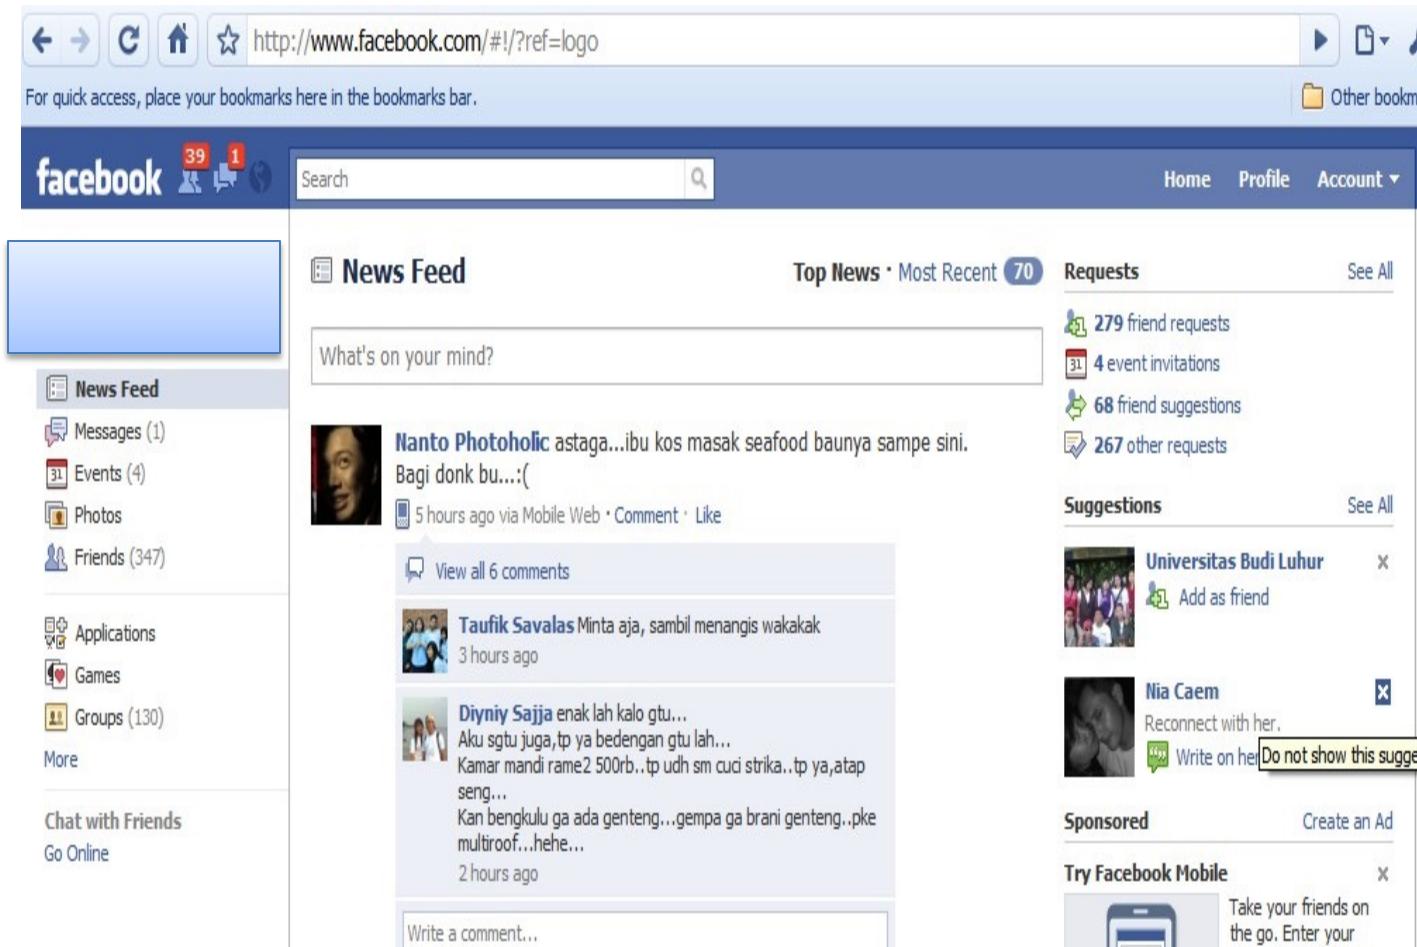 http://www.facebook.com/#!/?ref=logo
For quick access, place your bookmarks here in the bookmarks bar.
Other bookm
facebook 39 1
Search
Home Profile Account
News Feed
Top News · Most Recent 70
What's on your mind?
News Feed
Messages (1)
31 Events (4)
Photos
Friends (347)
Applications
Games
Groups (130)
More
Chat with Friends
Go Online
Nanto Photoholic astaga...ibu kos masak seafood baunya sampe sini.
Bagi donk bu...:(
5 hours ago via Mobile Web · Comment · Like
View all 6 comments
Taufik Savalas Minta aja, sambil menangis wakakak
3 hours ago
Diyniy Sajja enak lah kalo gtu...
Aku sgtu juga,tp ya bedengan gtu lah...
Kamar mandi rame2 500rb..tp udh sm cuci strika..tp ya,atap
seng...
Kan bengkulu ga ada genteng...gempa ga brani genteng..pke
multiroof...hehe...
2 hours ago
Write a comment...
Requests See All
279 friend requests
31 4 event invitations
68 friend suggestions
267 other requests
Suggestions See All
Universitas Budi Luhur
Add as friend
Nia Caem
Reconnect with her.
Write on her
Do not show this sugge
Sponsored Create an Ad
Try Facebook Mobile
Take your friends on
the go. Enter your